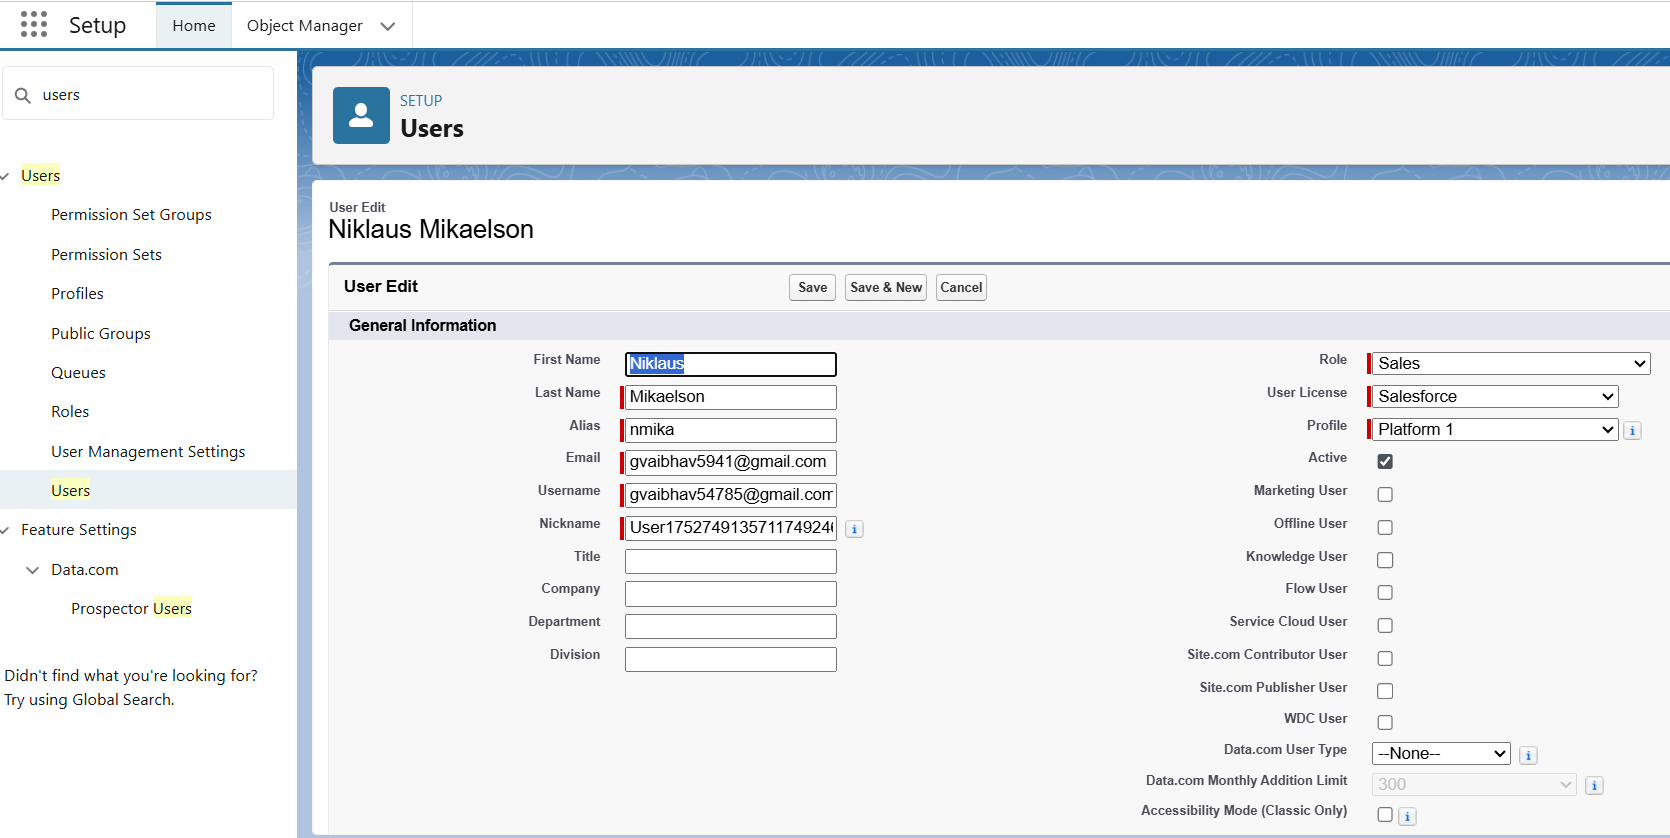 Setup
Home
Object Manager
users
Users
Permission Set Groups
Permission Sets
Profiles
Public Groups
Queues
Roles
User Management Settings
Users
Feature Settings
Data.com
Prospector Users
Didn't find what you're looking for?
Try using Global Search.
SETUP
Users
User Edit
Niklaus Mikaelson
User Edit
Save
Save & New
Cancel
General Information
First Name Niklaus
Last Name Mikaelson
Alias nmika
Email gvaibhav5941@gmail.com
Username gvaibhav54785@gmail.com
Nickname User175274913571174924
Title
Company
Department
Division
Role Sales
User License Salesforce
Profile Platform 1
Active
Marketing User
Offline User
Knowledge User
Flow User
Service Cloud User
Site.com Contributor User
Site.com Publisher User
WDC User
Data.com User Type --None--
Data.com Monthly Addition Limit 300
Accessibility Mode (Classic Only)